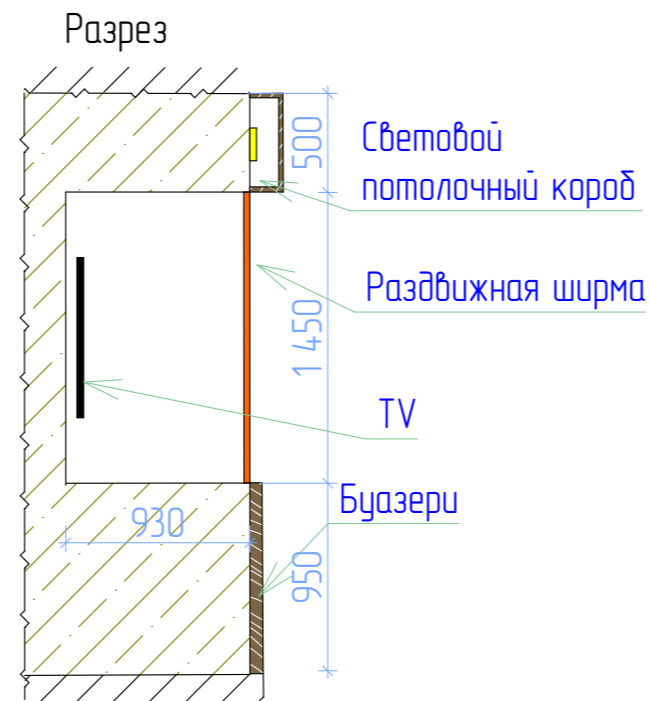 Разрез
500
Световой
потолочный короб
Раздвижная ширма
1 450
TV
Буазери
930
950